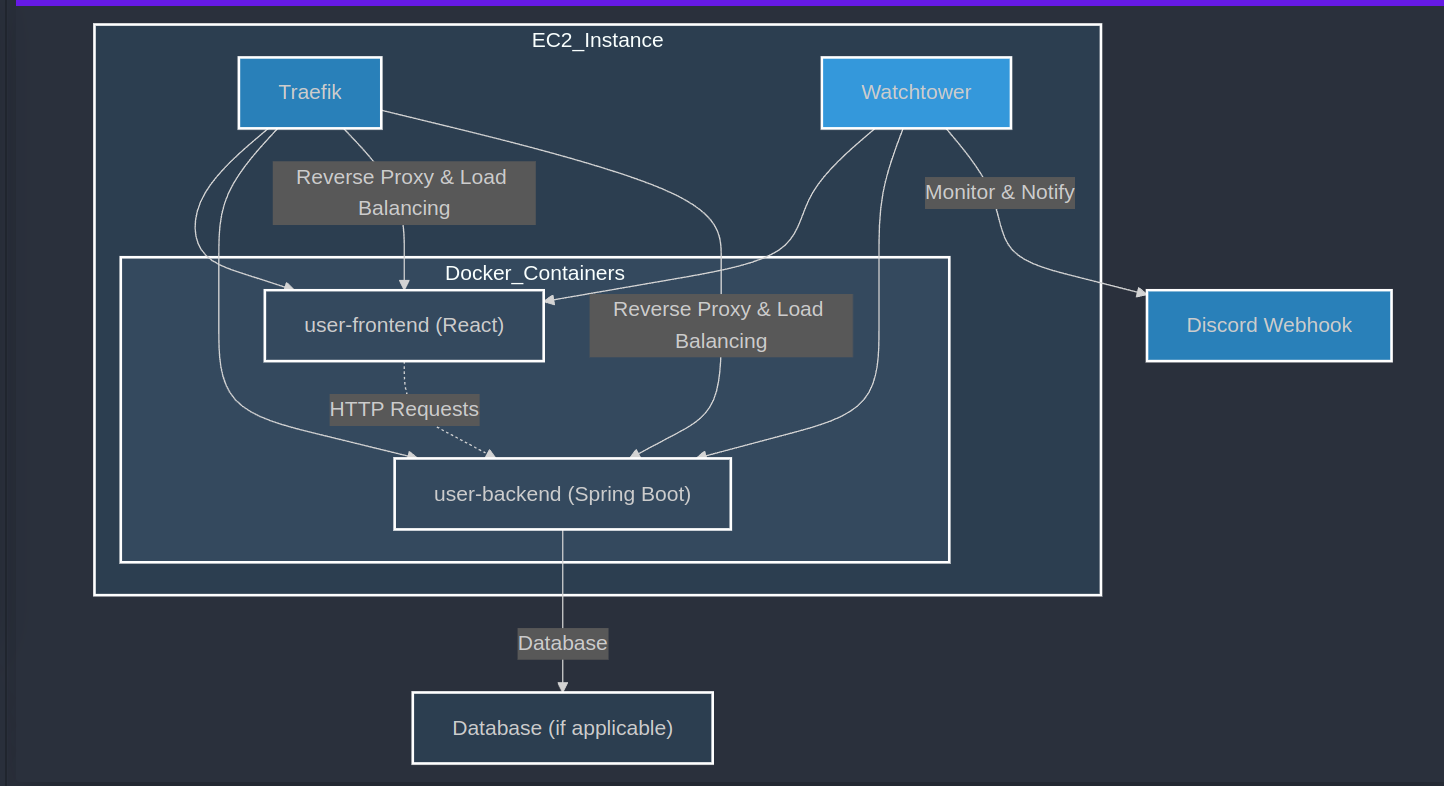 EC2_Instance
Traefik
Watchtower
Reverse Proxy & Load
Balancing
Monitor & Notify
Docker_Containers
user-frontend (React)
Reverse Proxy & Load
Balancing
Discord Webhook
HTTP Requests
user-backend (Spring Boot)
Database
Database (if applicable)